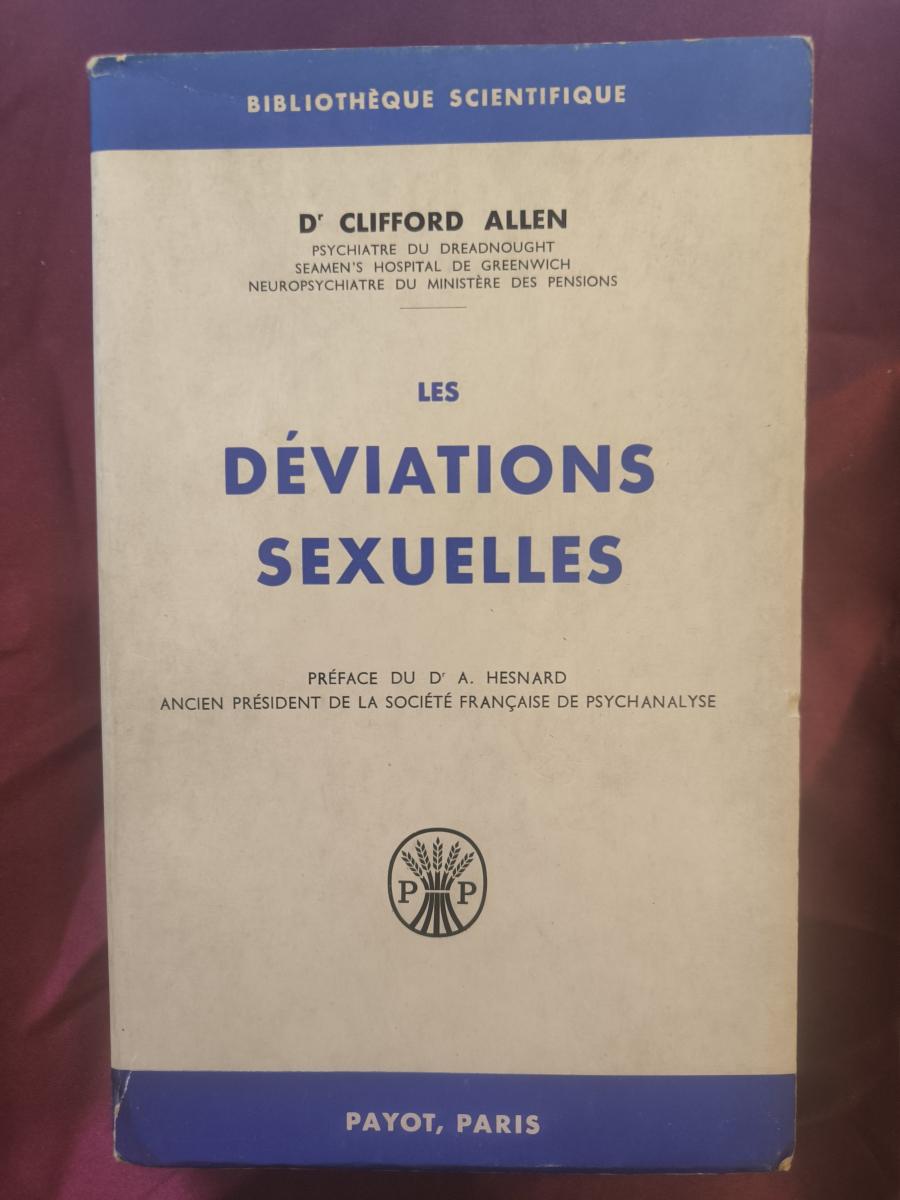 BIBLIOTHÈQUE SCIENTIFIQUE
Dr CLIFFORD ALLEN
PSYCHIATRE DU DREADNOUGHT
SEAMEN'S HOSPITAL DE GREENWICH
NEUROPSYCHIATRE DU MINISTÈRE DES PENSIONS
LES
DÉVIATIONS
SEXUELLES
PRÉFACE DU Dr A. HESNARD
ANCIEN PRÉSIDENT DE LA SOCIÉTÉ FRANÇAISE DE PSYCHANALYSE
P P
PAYOT, PARIS